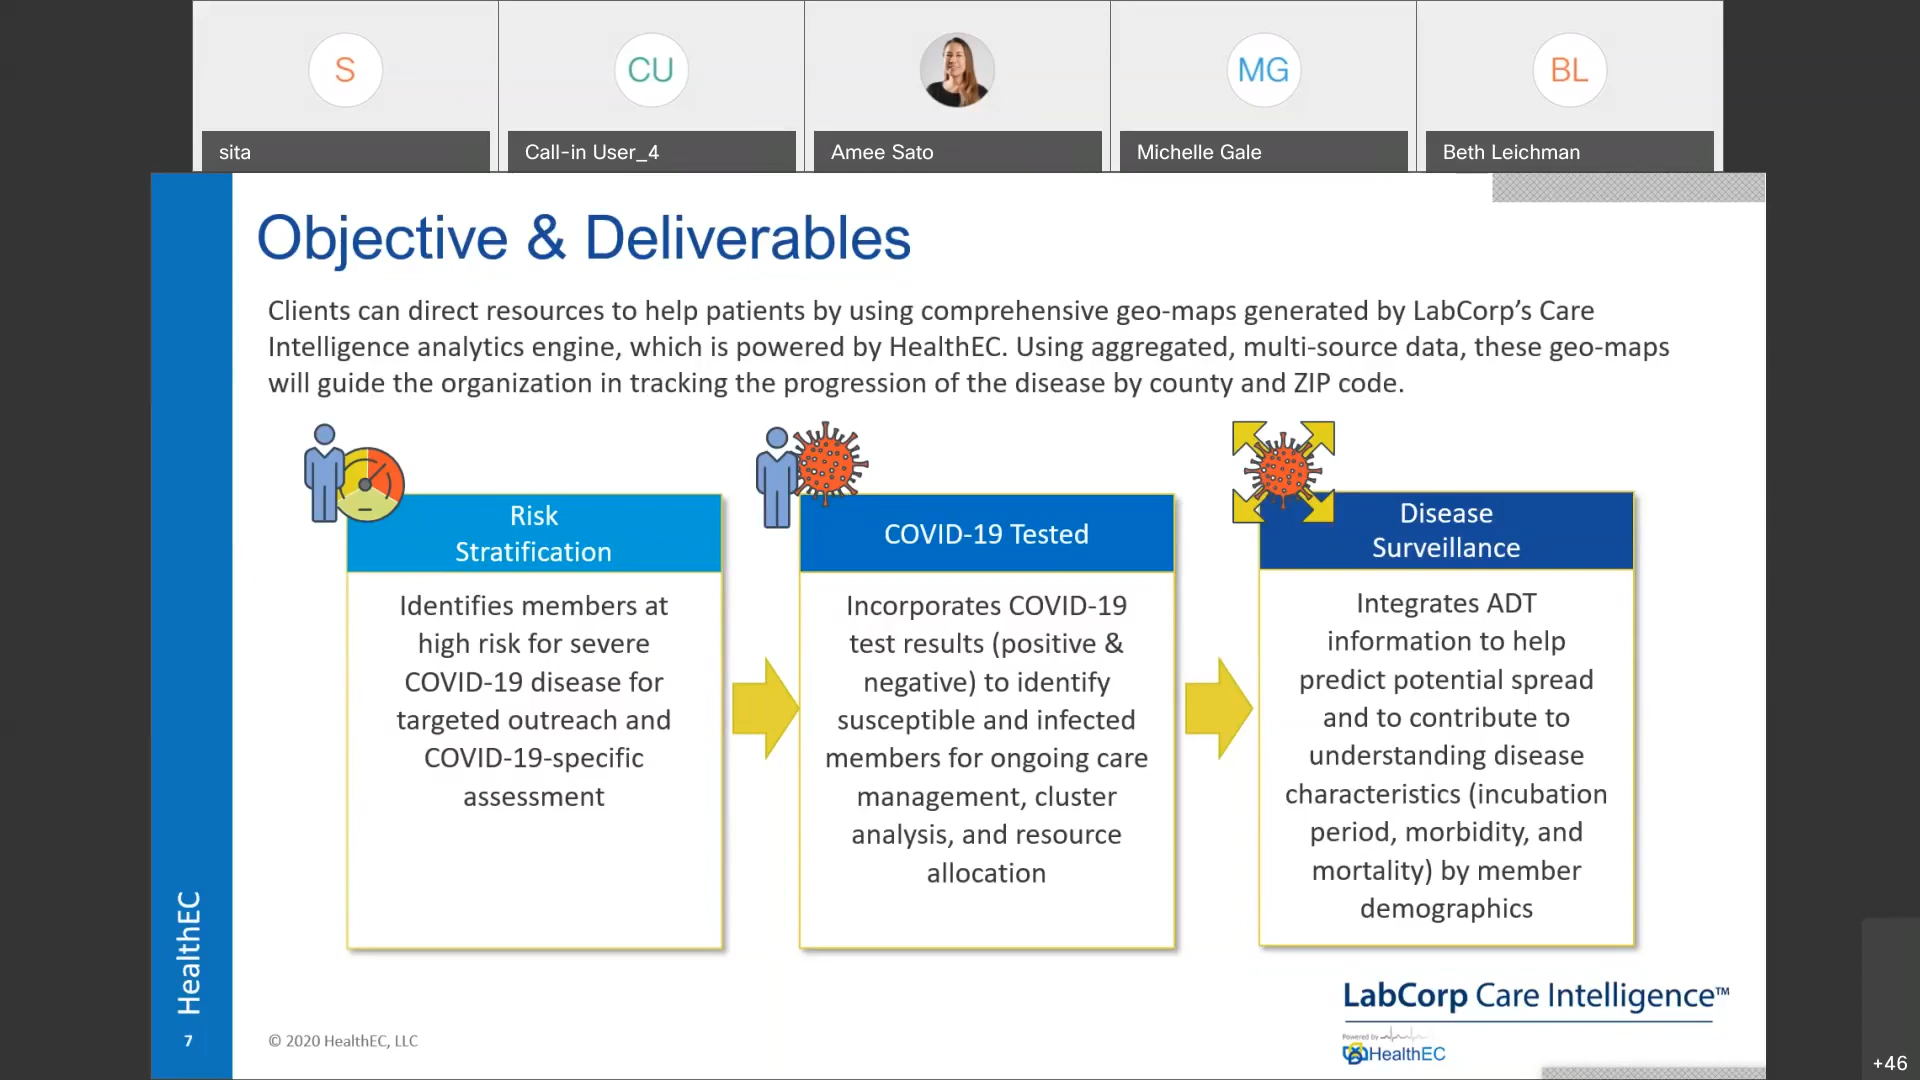 S
CU
MG
BL
sita
Call-in User_4
Amee Sato
Michelle Gale
Beth Leichman
Objective & Deliverables
Clients can direct resources to help patients by using comprehensive geo-maps generated by LabCorp’s Care
Intelligence analytics engine, which is powered by HealthEC. Using aggregated, multi-source data, these geo-maps
will guide the organization in tracking the progression of the disease by county and ZIP code.
Risk
Stratification
Identifies members at
high risk for severe
COVID-19 disease for
targeted outreach and
COVID-19-specific
assessment
COVID-19 Tested
Incorporates COVID-19
test results (positive &
negative) to identify
susceptible and infected
members for ongoing care
management, cluster
analysis, and resource
allocation
Disease
Surveillance
Integrates ADT
information to help
predict potential spread
and to contribute to
understanding disease
characteristics (incubation
period, morbidity, and
mortality) by member
demographics
HealthEC
7
© 2020 HealthEC, LLC
LabCorp Care Intelligence™
Powered by
HealthEC
+46